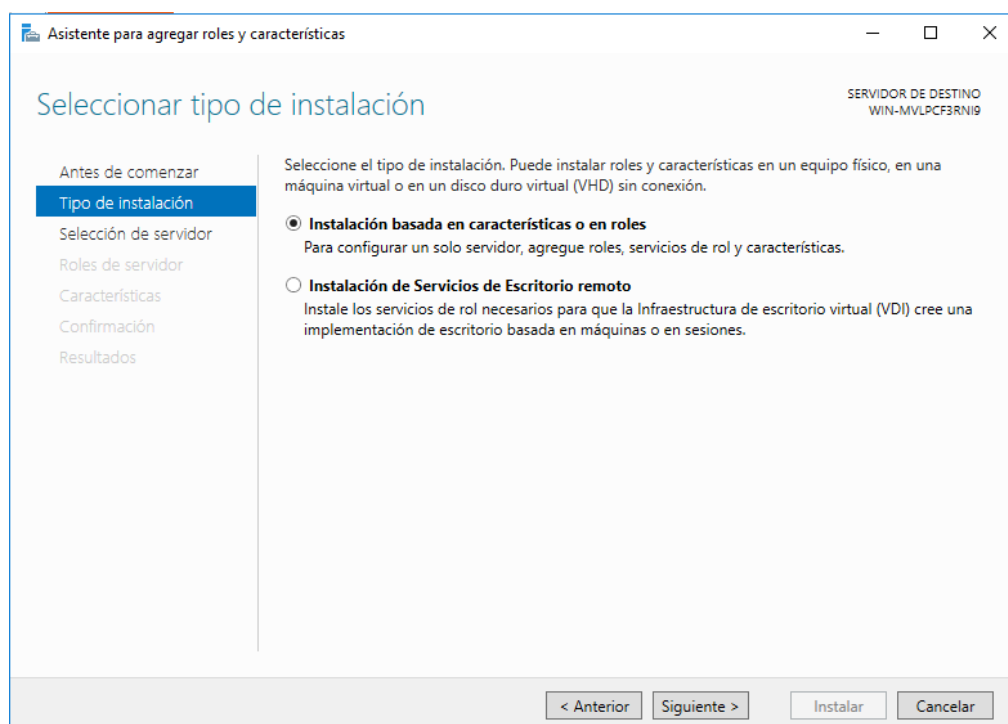 Asistente para agregar roles y características
Seleccionar tipo de instalación
SERVIDOR DE DESTINO
WIN-MVLPCF3RNI9
Antes de comenzar
Tipo de instalación
Selección de servidor
Roles de servidor
Características
Confirmación
Resultados
Seleccione el tipo de instalación. Puede instalar roles y características en un equipo físico, en una
máquina virtual o en un disco duro virtual (VHD) sin conexión.
Instalación basada en características o en roles
Para configurar un solo servidor, agregue roles, servicios de rol y características.
Instalación de Servicios de Escritorio remoto
Instale los servicios de rol necesarios para que la Infraestructura de escritorio virtual (VDI) cree una
implementación de escritorio basada en máquinas o en sesiones.
< Anterior
Siguiente >
Instalar
Cancelar